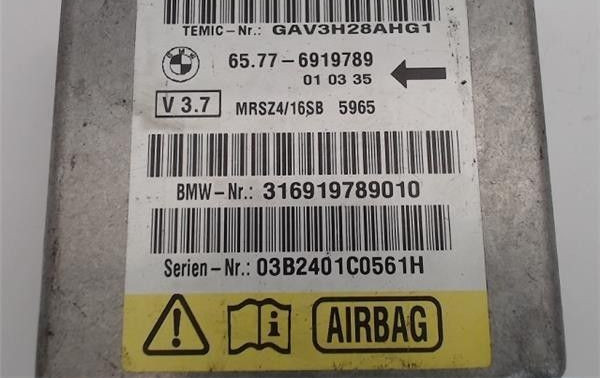 TEMIC-Nr.: GAV3H28AHG1
BMW
65.77-6919789
01 03 35
V 3.7 MRSZ4/16SB 5965
BMW-Nr.: 316919789010
Serien-Nr.: 03B2401C0561H
i AIRBAG